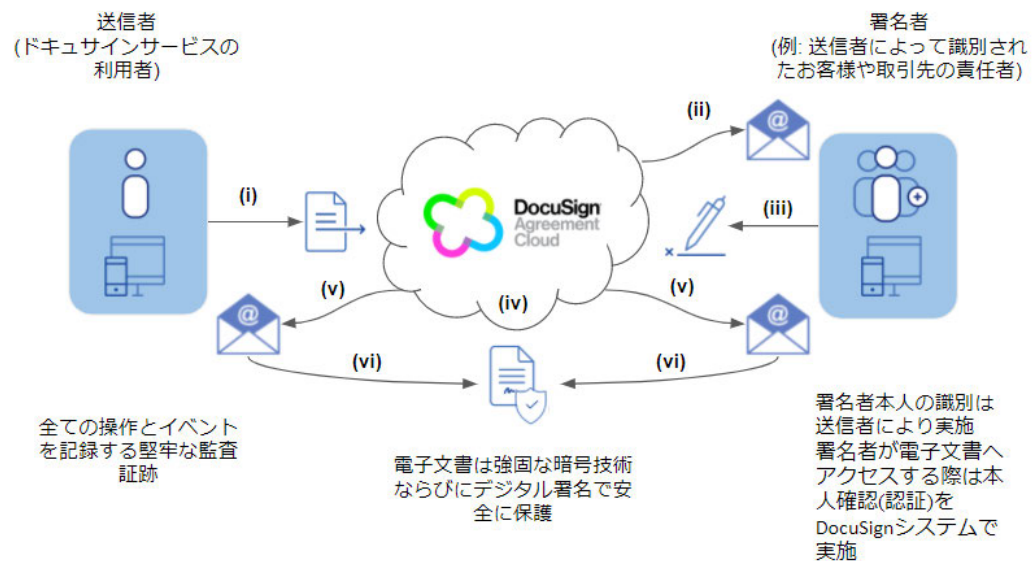 送信者
(ドキュサインサービスの
利用者)
署名者
(例: 送信者によって識別され
たお客様や取引先の責任者)
(i)
(ii)
(iii)
DocuSign
Agreement
Cloud
(iv)
(v)
(v)
(vi)
(vi)
@
@
@
×
全ての操作とイベント
を記録する堅牢な監査
証跡
電子文書は強固な暗号技術
ならびにデジタル署名で安
全に保護
署名者本人の識別は
送信者により実施
署名者が電子文書へ
アクセスする際は本
人確認(認証)を
DocuSignシステムで
実施